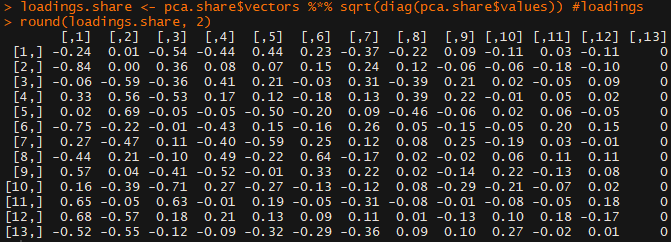 > loadings.share <- pca.share$vectors %*% sqrt(diag(pca.share$values)) #loadings
> round(loadings.share, 2)
[,1] [,2] [,3] [,4] [,5] [,6] [,7] [,8] [,9] [,10] [,11] [,12] [,13]
[1,] -0.24 0.01 -0.54 -0.44 0.44 0.23 -0.37 -0.22 0.09 -0.11 0.03 -0.11 0
[2,] -0.84 0.00 0.36 0.08 0.07 0.15 0.24 0.12 -0.06 -0.06 -0.18 -0.10 0
[3,] -0.06 -0.59 -0.36 0.41 0.21 -0.03 0.31 -0.39 0.21 0.02 -0.05 0.09 0
[4,] 0.33 0.56 -0.53 0.17 0.12 -0.18 0.13 0.39 0.22 -0.01 0.05 0.02 0
[5,] 0.02 0.69 -0.05 -0.05 -0.50 -0.20 0.09 -0.46 -0.06 0.02 0.06 -0.05 0
[6,] -0.75 -0.22 -0.01 -0.43 0.15 -0.16 0.26 0.05 -0.15 -0.05 0.20 0.15 0
[7,] 0.27 -0.47 0.11 -0.40 -0.59 0.25 0.12 0.08 0.25 -0.19 0.03 -0.01 0
[8,] -0.44 0.21 -0.10 0.49 -0.22 0.64 -0.17 0.02 -0.02 0.06 0.11 0.11 0
[9,] 0.57 0.04 -0.41 -0.52 -0.01 0.33 0.22 0.02 -0.14 0.22 -0.13 0.08 0
[10,] 0.16 -0.39 -0.71 0.27 -0.27 -0.13 -0.12 0.08 -0.29 -0.21 -0.07 0.02 0
[11,] 0.65 -0.05 0.63 -0.01 0.19 -0.05 -0.31 -0.08 -0.01 -0.08 -0.05 0.18 0
[12,] 0.68 -0.57 0.18 0.21 0.13 0.09 0.11 0.01 -0.13 0.10 0.18 -0.17 0
[13,] -0.52 -0.55 -0.12 -0.09 -0.32 -0.29 -0.36 0.09 0.10 0.27 -0.02 0.01 0